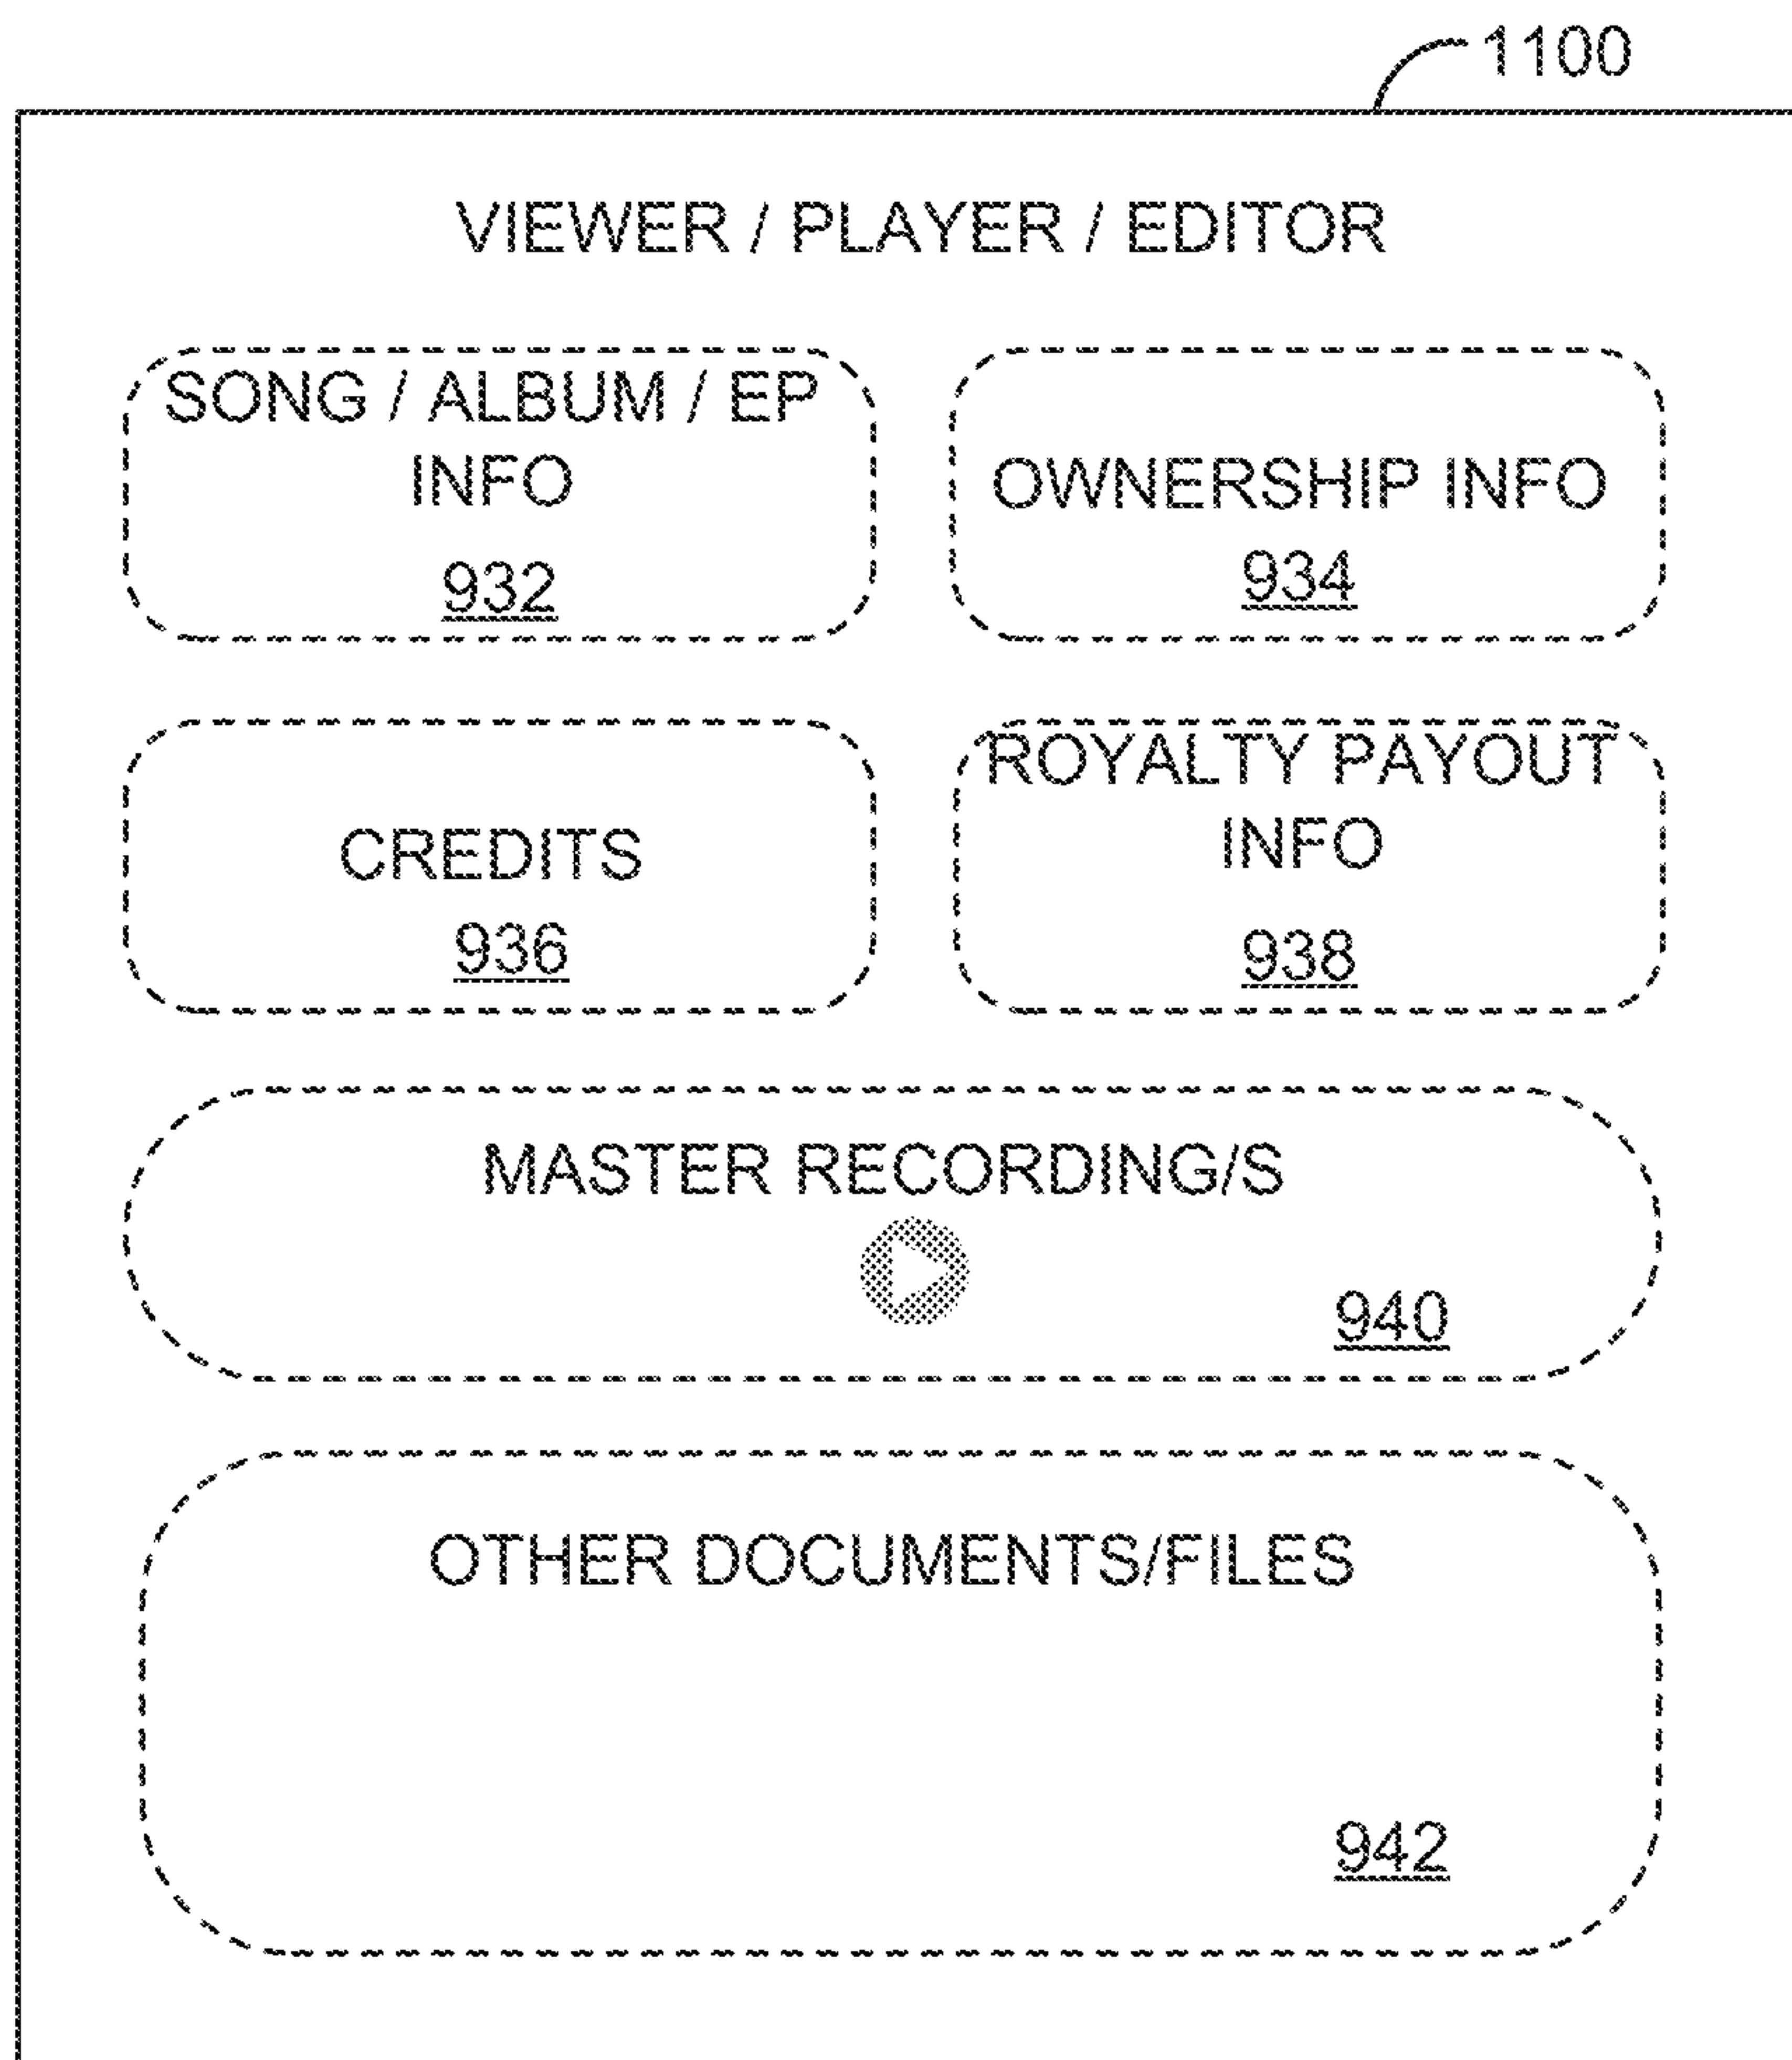 1100
VIEWER / PLAYER / EDITOR
SONG / ALBUM / EP
INFO
932
OWNERSHIP INFO
934
CREDITS
936
ROYALTY PAYOUT
INFO
938
MASTER RECORDING/S
940
OTHER DOCUMENTS/FILES
942